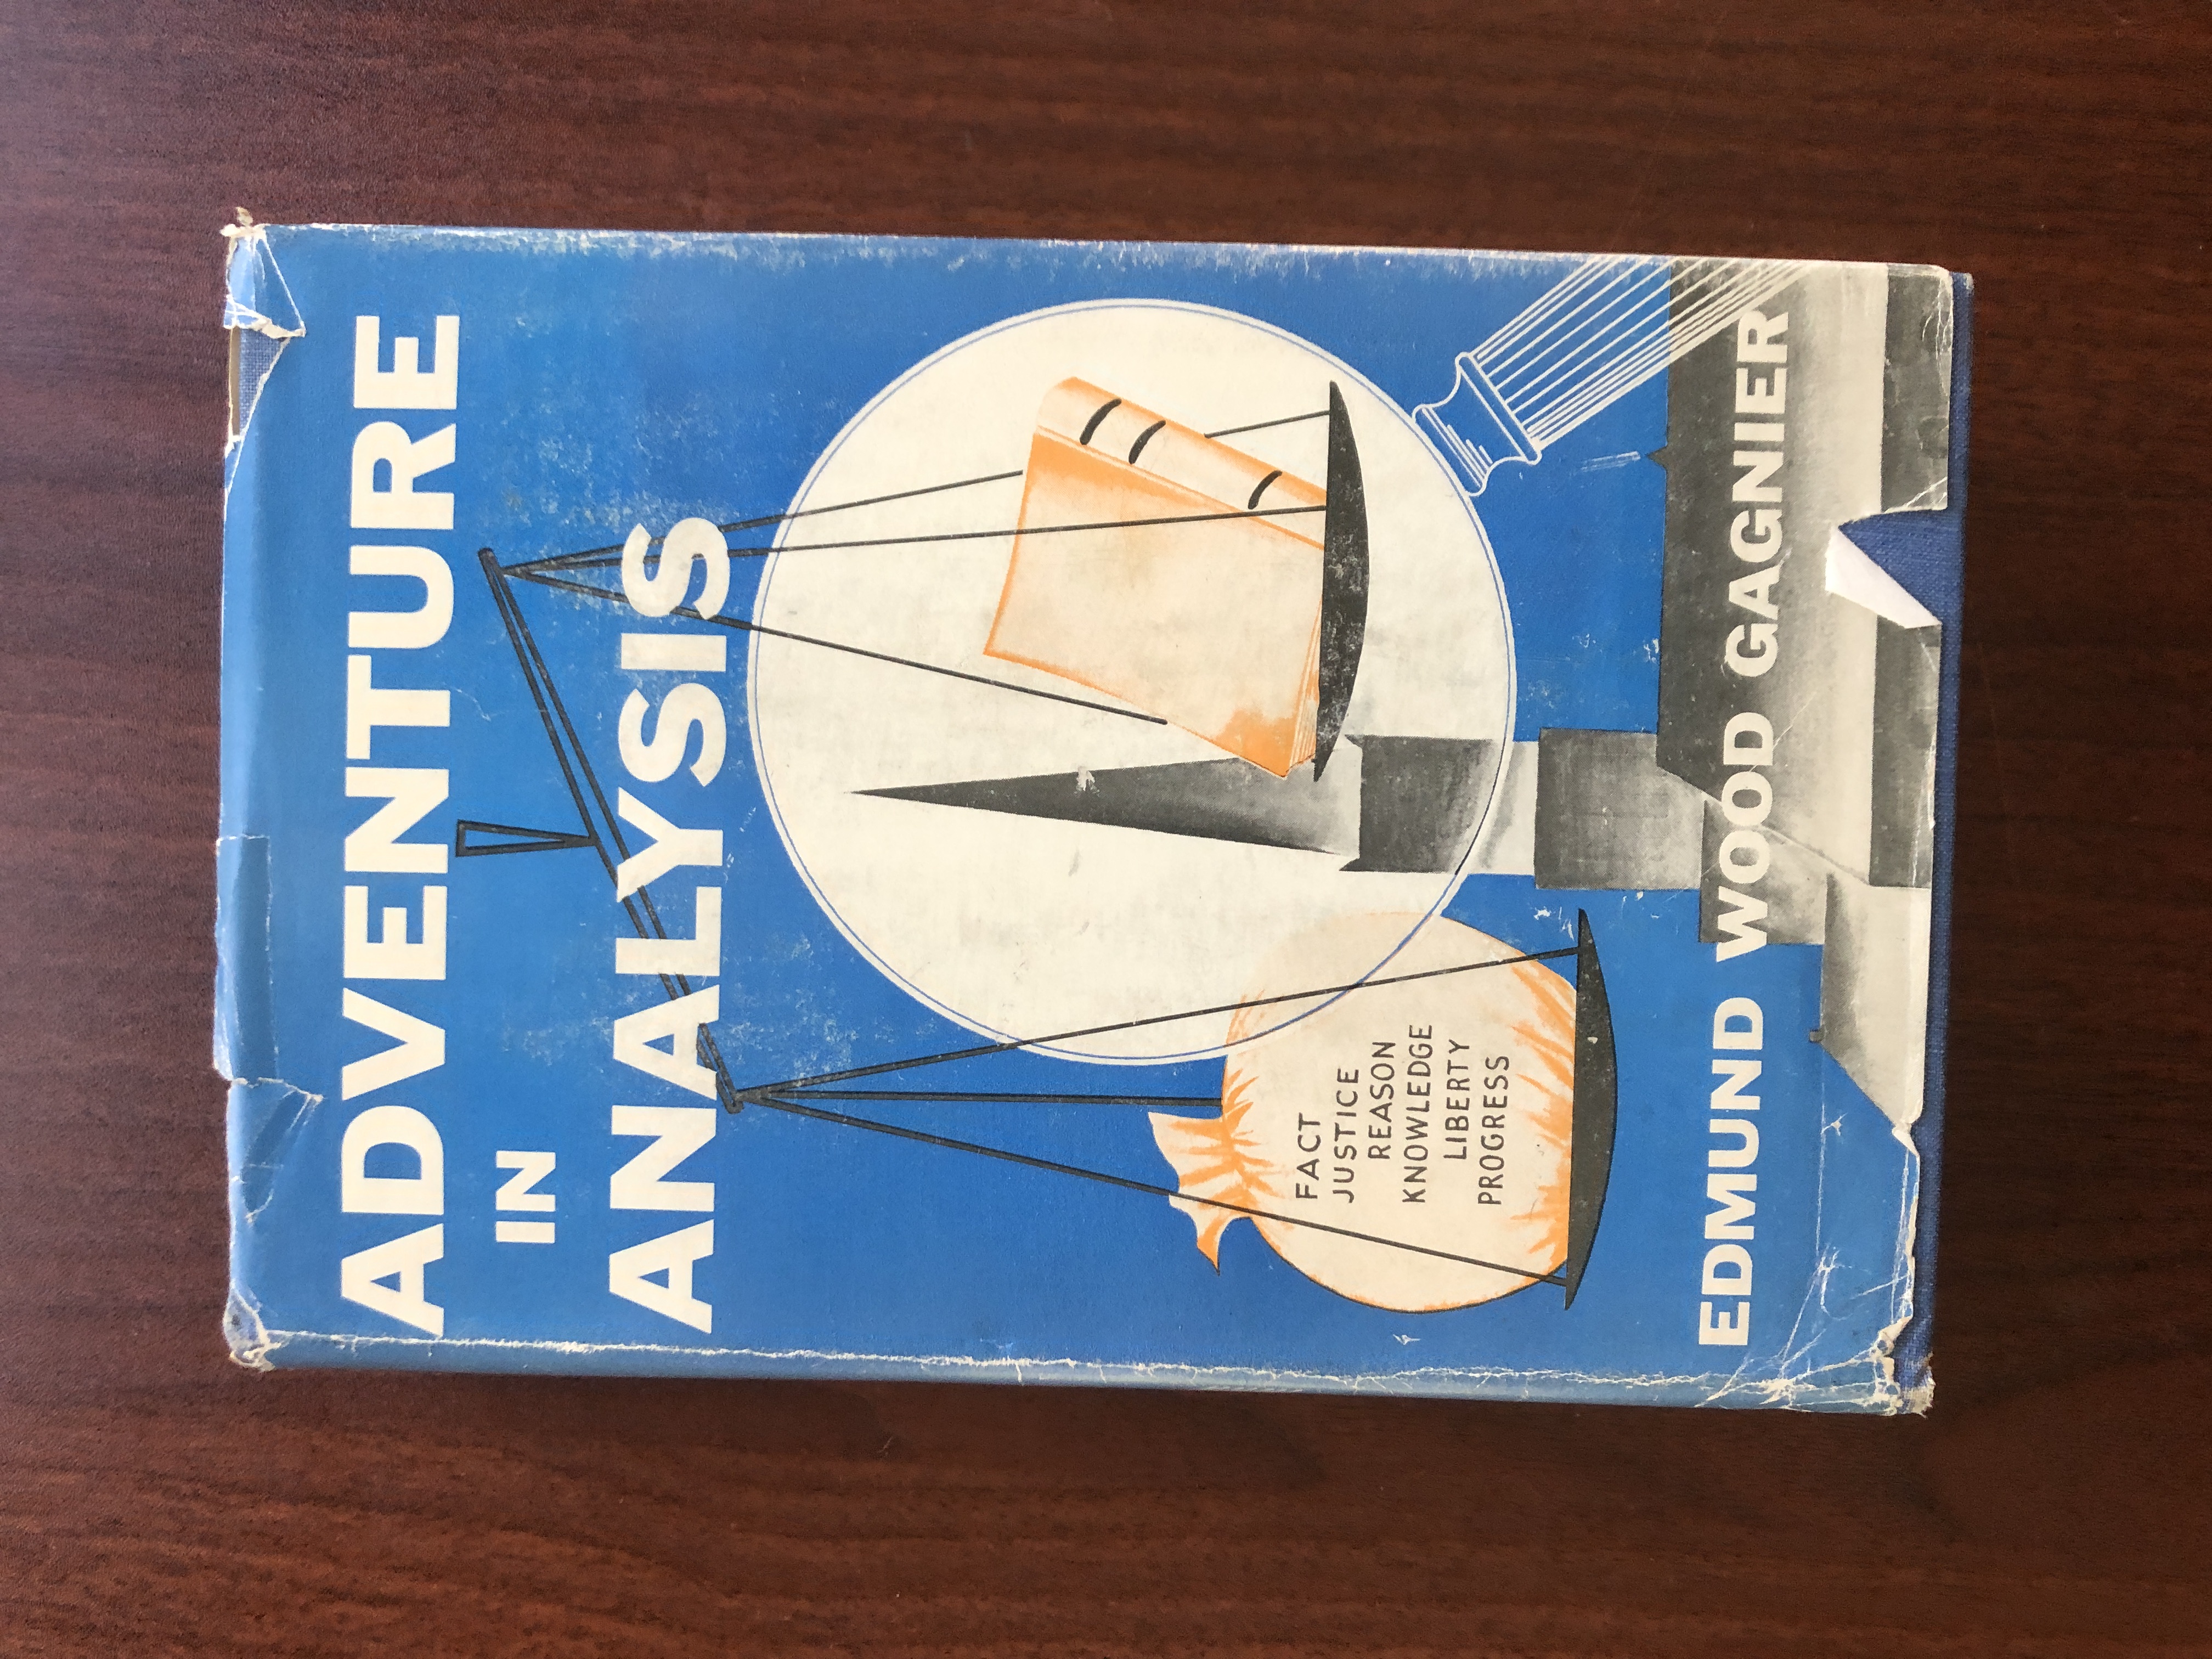 ADVENTURE
IN
ANALYSIS
FACT
JUSTICE
REASON
KNOWLEDGE
LIBERTY
PROGRESS
EDMUND WOOD GAGNIER